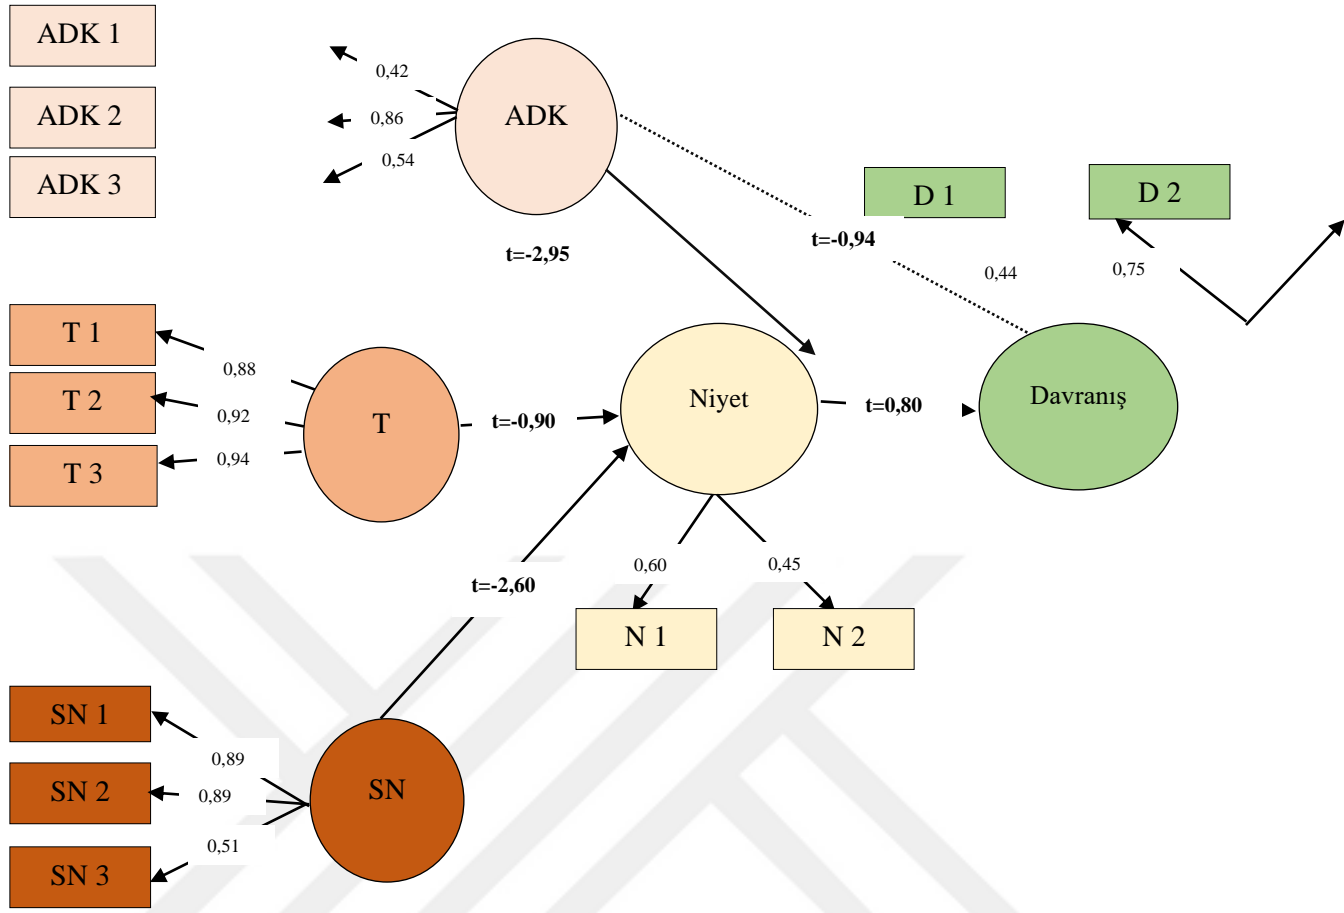 ADK 1
0,42
ADK 2
0,86
ADK
ADK 3
0,54
D 1
D 2
t=-2,95
t=-0,94
0,44
0,75
T 1
0,88
T 2
0,92
T
t=-0,90
Niyet
t=0,80
Davranış
T 3
0,94
t=-2,60
0,60
0,45
N 1
N 2
SN 1
0,89
SN 2
0,89
SN
0,51
SN 3